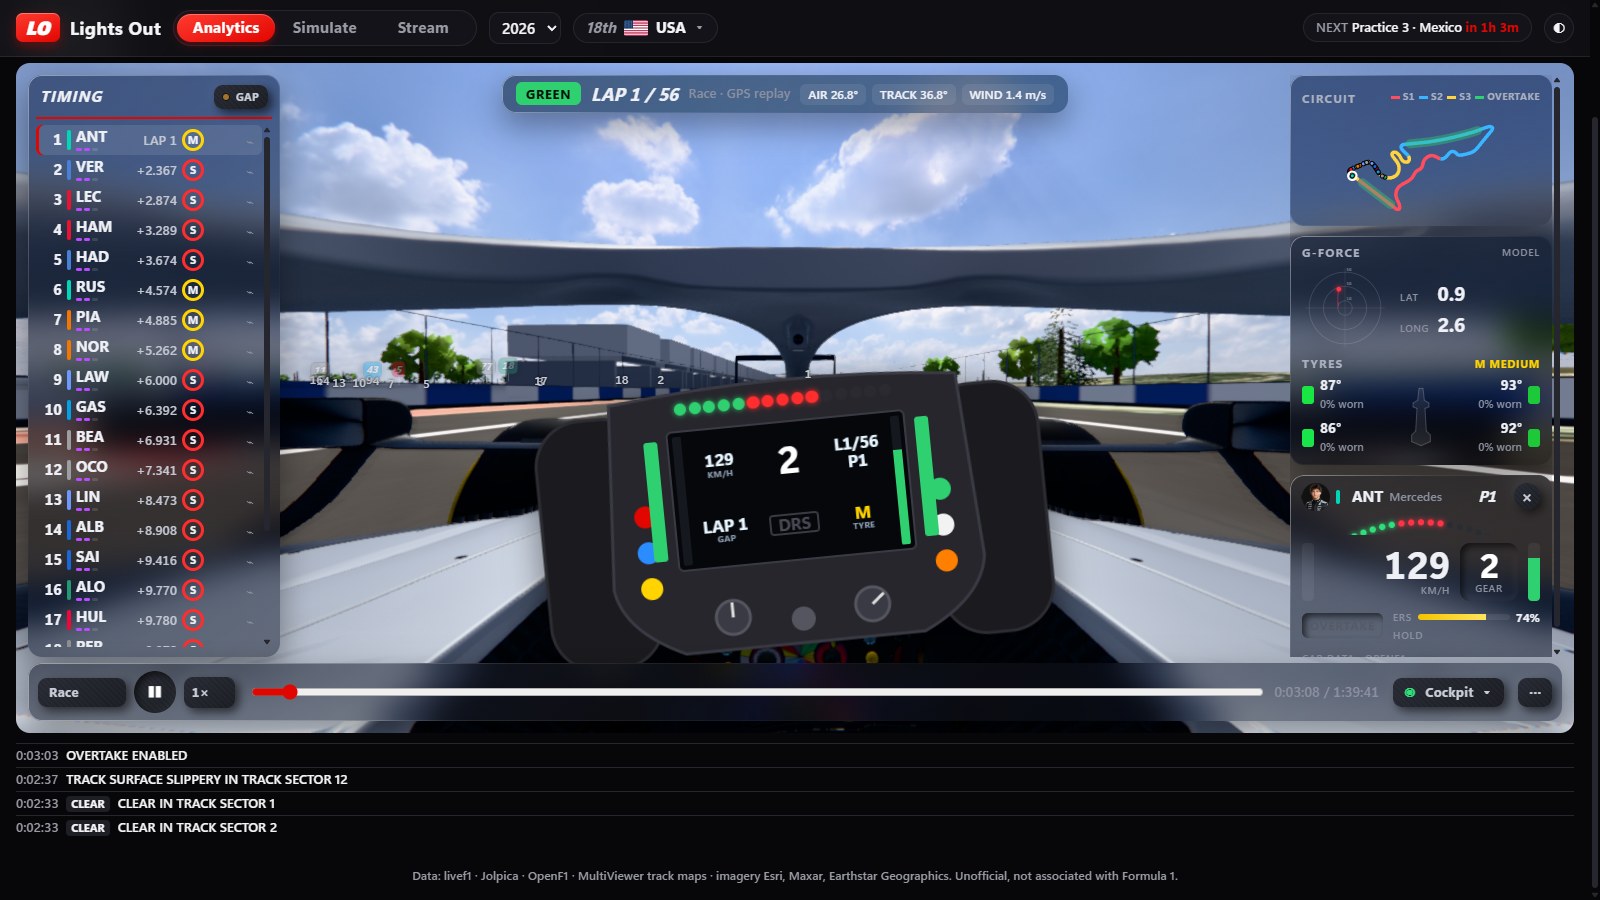 LO Lights Out Analytics Simulate Stream 2026 18th USA NEXT Practice 3 · Mexico in 1h 3m
TIMING GAP
1 ANT LAP 1 M
2 VER +2.367 S
3 LEC +2.874 S
4 HAM +3.289 S
5 HAD +3.674 S
6 RUS +4.574 M
7 PIA +4.885 M
8 NOR +5.262 M
9 LAW +6.000 S
10 GAS +6.392 S
11 BEA +6.931 S
12 OCO +7.341 S
13 LIN +8.473 S
14 ALB +8.908 S
15 SAI +9.416 S
16 ALO +9.770 S
17 HUL +9.780 S
GREEN LAP 1 / 56 Race · GPS replay AIR 26.8° TRACK 36.8° WIND 1.4 m/s
43
18
13 10 7 5 17 18 2 1
129 KM/H
2
L1/56
P1
LAP 1
GAP
DRS
M
TYRE
CIRCUIT S1 S2 S3 OVERTAKE
G-FORCE MODEL
LAT 0.9
LONG 2.6
TYRES M MEDIUM
87° 93°
0% worn 0% worn
86° 92°
0% worn 0% worn
ANT Mercedes P1 ×
129 2
KM/H GEAR
OVERTAKE ERS 74%
HOLD
Race 1× 0:03:08 / 1:39:41 Cockpit ···
0:03:03 OVERTAKE ENABLED
0:02:37 TRACK SURFACE SLIPPERY IN TRACK SECTOR 12
0:02:33 CLEAR CLEAR IN TRACK SECTOR 1
0:02:33 CLEAR CLEAR IN TRACK SECTOR 2
Data: livef1 · Jolpica · OpenF1 · MultiViewer track maps · imagery Esri, Maxar, Earthstar Geographics. Unofficial, not associated with Formula 1.